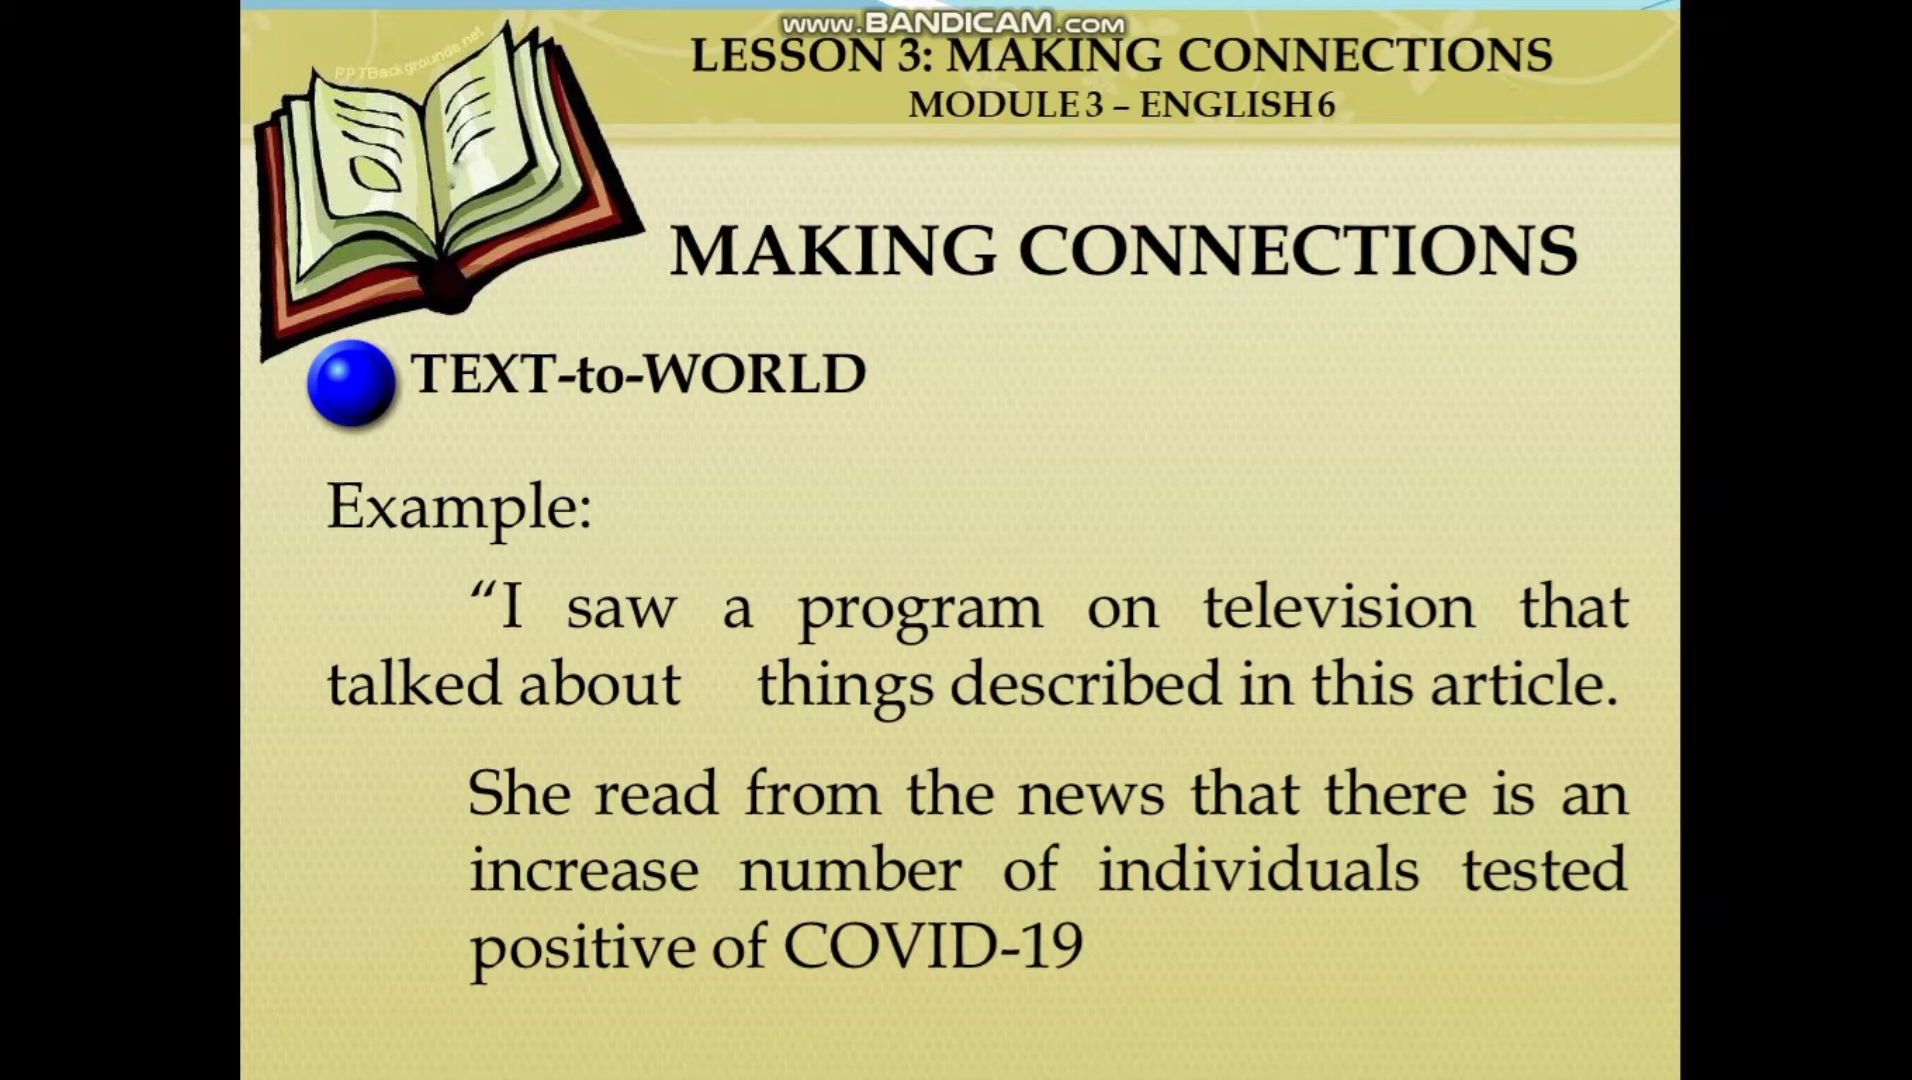 www.BANDICAM.com
PPTBackgrounds.net
LESSON 3: MAKING CONNECTIONS
MODULE 3 – ENGLISH 6
MAKING CONNECTIONS
TEXT-to-WORLD
Example:
“I saw a program on television that
talked about things described in this article.
She read from the news that there is an
increase number of individuals tested
positive of COVID-19